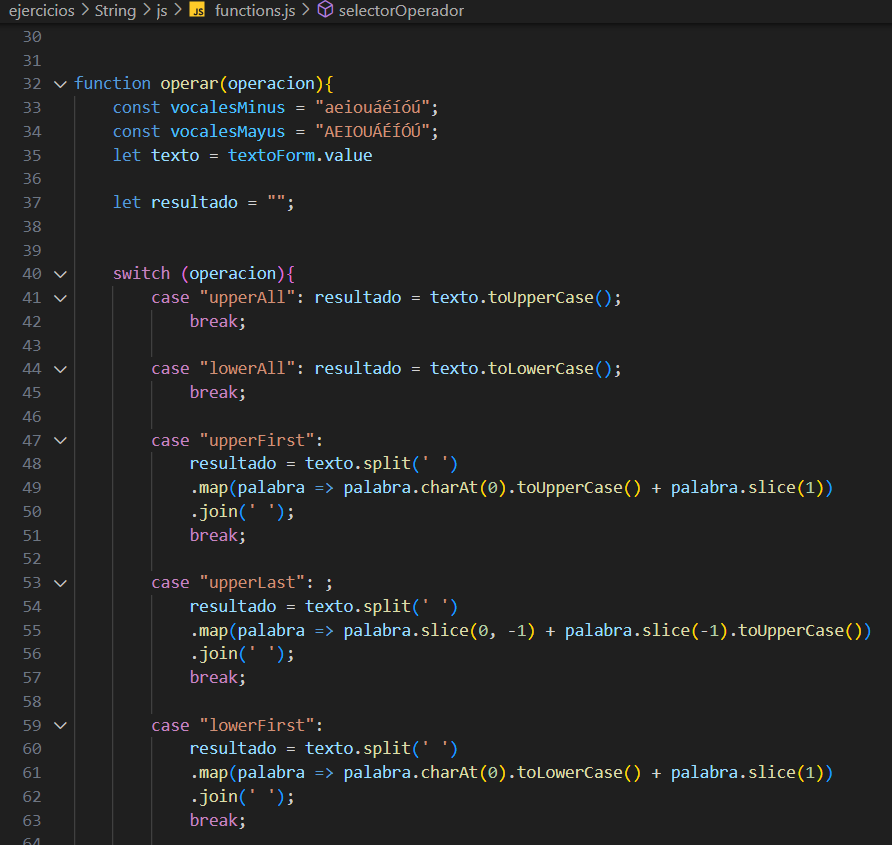 ejercicios > String > js > JS functions.js > selectorOperador
30
31
32 function operar(operacion){
33 const vocalesMinus = "aeiouáéíóú";
34 const vocalesMayus = "AEIOUÁÉÍÓÚ";
35 let texto = textoForm.value
36
37 let resultado = "";
38
39
40 switch (operacion){
41 case "upperAll": resultado = texto.toUpperCase();
42 break;
43
44 case "lowerAll": resultado = texto.toLowerCase();
45 break;
46
47 case "upperFirst":
48 resultado = texto.split(' ')
49 .map(palabra => palabra.charAt(0).toUpperCase() + palabra.slice(1))
50 .join(' ');
51 break;
52
53 case "upperLast": ;
54 resultado = texto.split(' ')
55 .map(palabra => palabra.slice(0, -1) + palabra.slice(-1).toUpperCase())
56 .join(' ');
57 break;
58
59 case "lowerFirst":
60 resultado = texto.split(' ')
61 .map(palabra => palabra.charAt(0).toLowerCase() + palabra.slice(1))
62 .join(' ');
63 break;
64